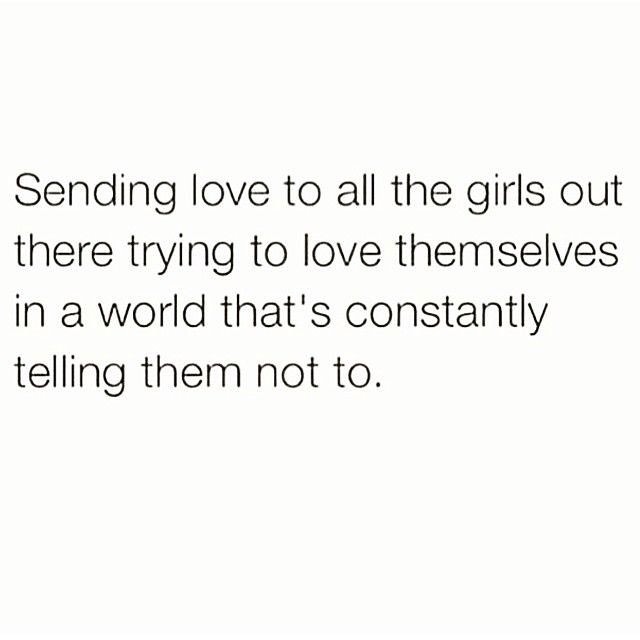 Sending love to all the girls out
there trying to love themselves
in a world that's constantly
telling them not to.